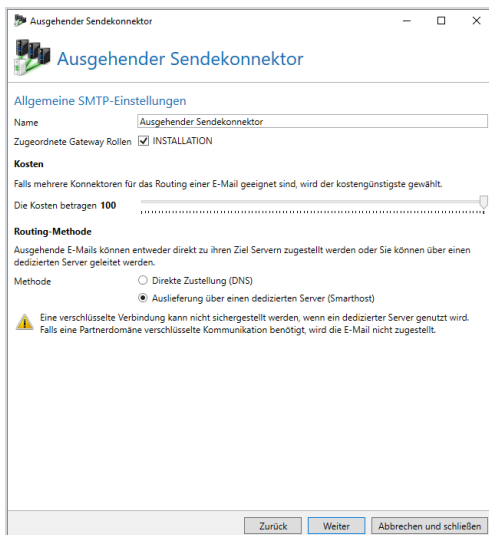 Ausgehender Sendekonnektor
Ausgehender Sendekonnektor
Allgemeine SMTP-Einstellungen
Name Ausgehender Sendekonnektor
Zugeordnete Gateway Rollen INSTALLATION
Kosten
Falls mehrere Konnektoren für das Routing einer E-Mail geeignet sind, wird der kostengünstigste gewählt.
Die Kosten betragen 100
Routing-Methode
Ausgehende E-Mails können entweder direkt zu ihren Ziel Servern zugestellt werden oder Sie können über einen
dedizierten Server geleitet werden.
Methode Direkte Zustellung (DNS)
Auslieferung über einen dedizierten Server (Smarthost)
Eine verschlüsselte Verbindung kann nicht sichergestellt werden, wenn ein dedizierter Server genutzt wird.
Falls eine Partnerdomäne verschlüsselte Kommunikation benötigt, wird die E-Mail nicht zugestellt.
Zurück Weiter Abbrechen und schließen